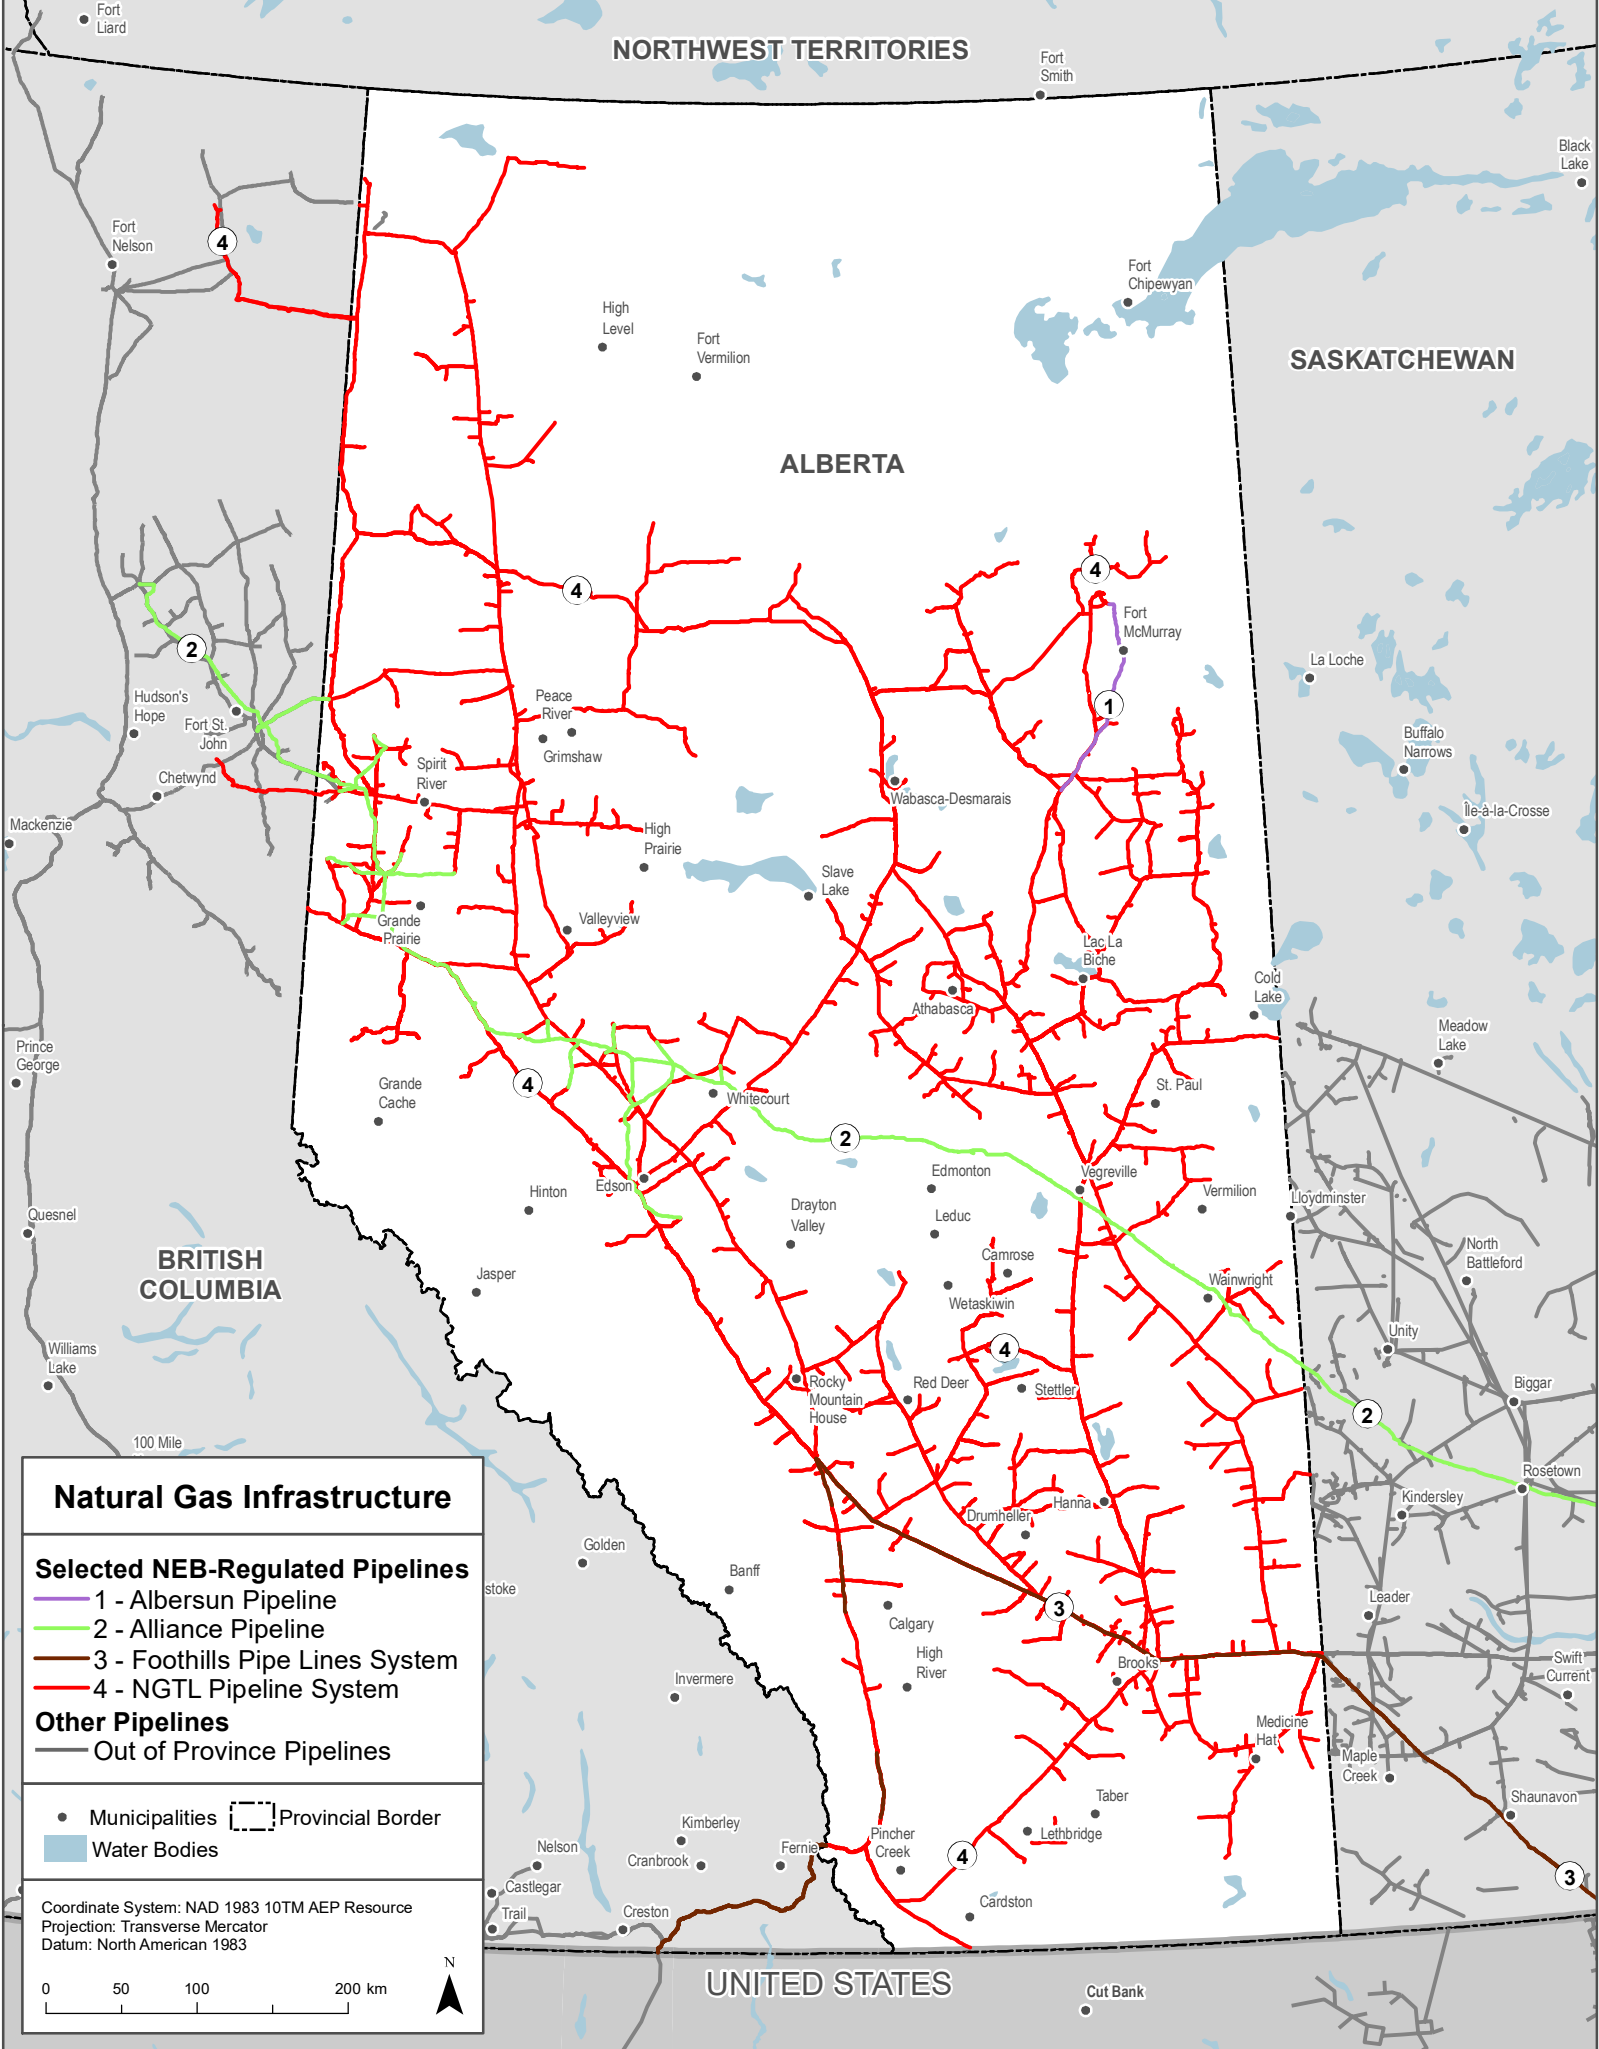 Fort
Liard
NORTHWEST TERRITORIES
Fort
Smith
Black
Lake
Fort
Nelson
4
Fort
Chipewyan
High
Level
Fort
Vermilion
SASKATCHEWAN
ALBERTA
4
4
Fort
McMurray
2
La Loche
Hudson's
Hope
Fort St.
John
Peace
River
Grimshaw
1
Buffalo
Narrows
Chetwynd
Spirit
River
Wabasca-Desmarais
Île-à-la-Crosse
Mackenzie
High
Prairie
Slave
Lake
Grande
Prairie
Valleyview
Lac La
Biche
Cold
Lake
Athabasca
Meadow
Lake
Prince
George
Grande
Cache
4
Whitecourt
St. Paul
2
Edmonton
Vegreville
Edson
Hinton
Vermilion
Lloydminster
Drayton
Valley
Leduc
Quesnel
BRITISH
COLUMBIA
Camrose
North
Battleford
Jasper
Wetaskiwin
Wainwright
Williams
Lake
4
Unity
Rocky
Mountain
House
Red Deer
Stettler
Biggar
2
100 Mile
Rosetown
Hanna
Kindersley
Drumheller
Golden
Banff
stoke
Calgary
3
Leader
High
River
Brooks
Swift
Current
Invermere
Medicine
Hat
Maple
Creek
Taber
Shaunavon
Kimberley
Pincher
Creek
Lethbridge
Nelson
Cranbrook
Fernie
4
3
Castlegar
Trail
Creston
Cardston
UNITED STATES
Cut Bank
Natural Gas Infrastructure
Selected NEB-Regulated Pipelines
1 - Albersun Pipeline
2 - Alliance Pipeline
3 - Foothills Pipe Lines System
4 - NGTL Pipeline System
Other Pipelines
Out of Province Pipelines
Municipalities
Provincial Border
Water Bodies
Coordinate System: NAD 1983 10TM AEP Resource
Projection: Transverse Mercator
Datum: North American 1983
N
0 50 100 200 km